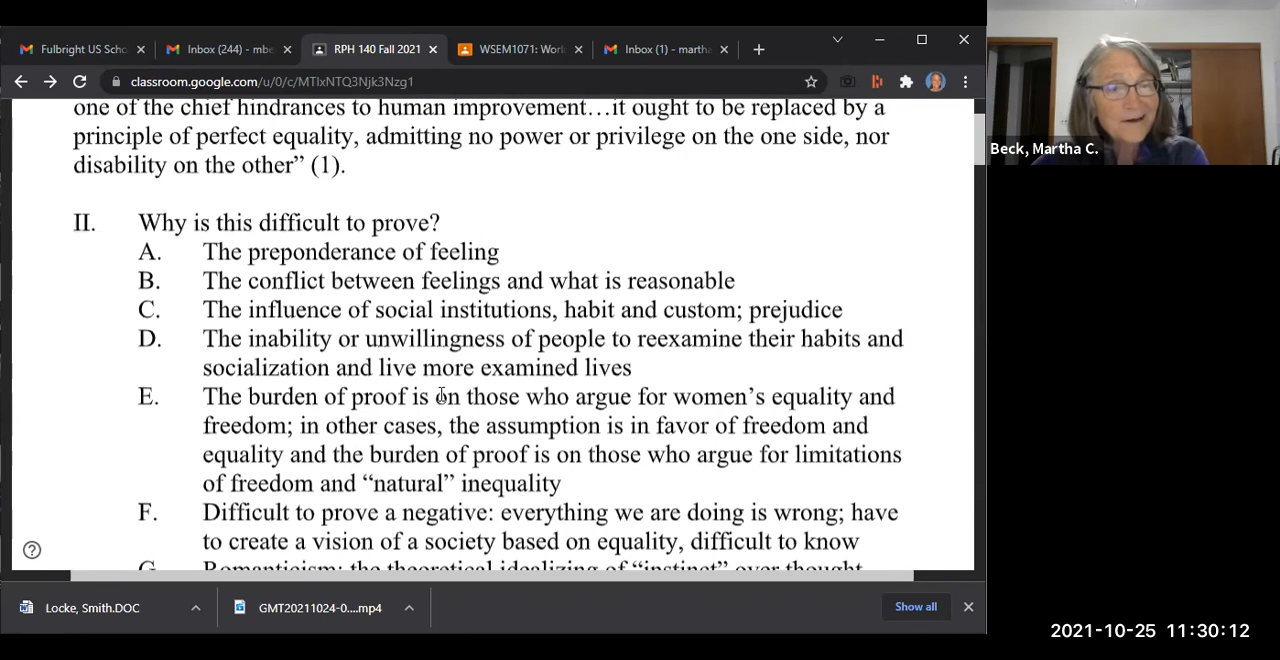 Fulbright US Scho
Inbox (244) - mbe
RPH 140 Fall 2021
WSEM1071: Worl
Inbox (1) - martha
classroom.google.com/u/0/c/MTIxNTQ3Njk3Nzg1
Beck, Martha C.
one of the chief hindrances to human improvement…it ought to be replaced by a
principle of perfect equality, admitting no power or privilege on the one side, nor
disability on the other” (1).
II. Why is this difficult to prove?
A. The preponderance of feeling
B. The conflict between feelings and what is reasonable
C. The influence of social institutions, habit and custom; prejudice
D. The inability or unwillingness of people to reexamine their habits and
socialization and live more examined lives
E. The burden of proof is on those who argue for women’s equality and
freedom; in other cases, the assumption is in favor of freedom and
equality and the burden of proof is on those who argue for limitations
of freedom and “natural” inequality
F. Difficult to prove a negative: everything we are doing is wrong; have
to create a vision of a society based on equality, difficult to know
G. Romanticism: the theoretical idealizing of “instinct” over thought
Locke, Smith.DOC
GMT20211024-0....mp4
Show all
2021-10-25 11:30:12